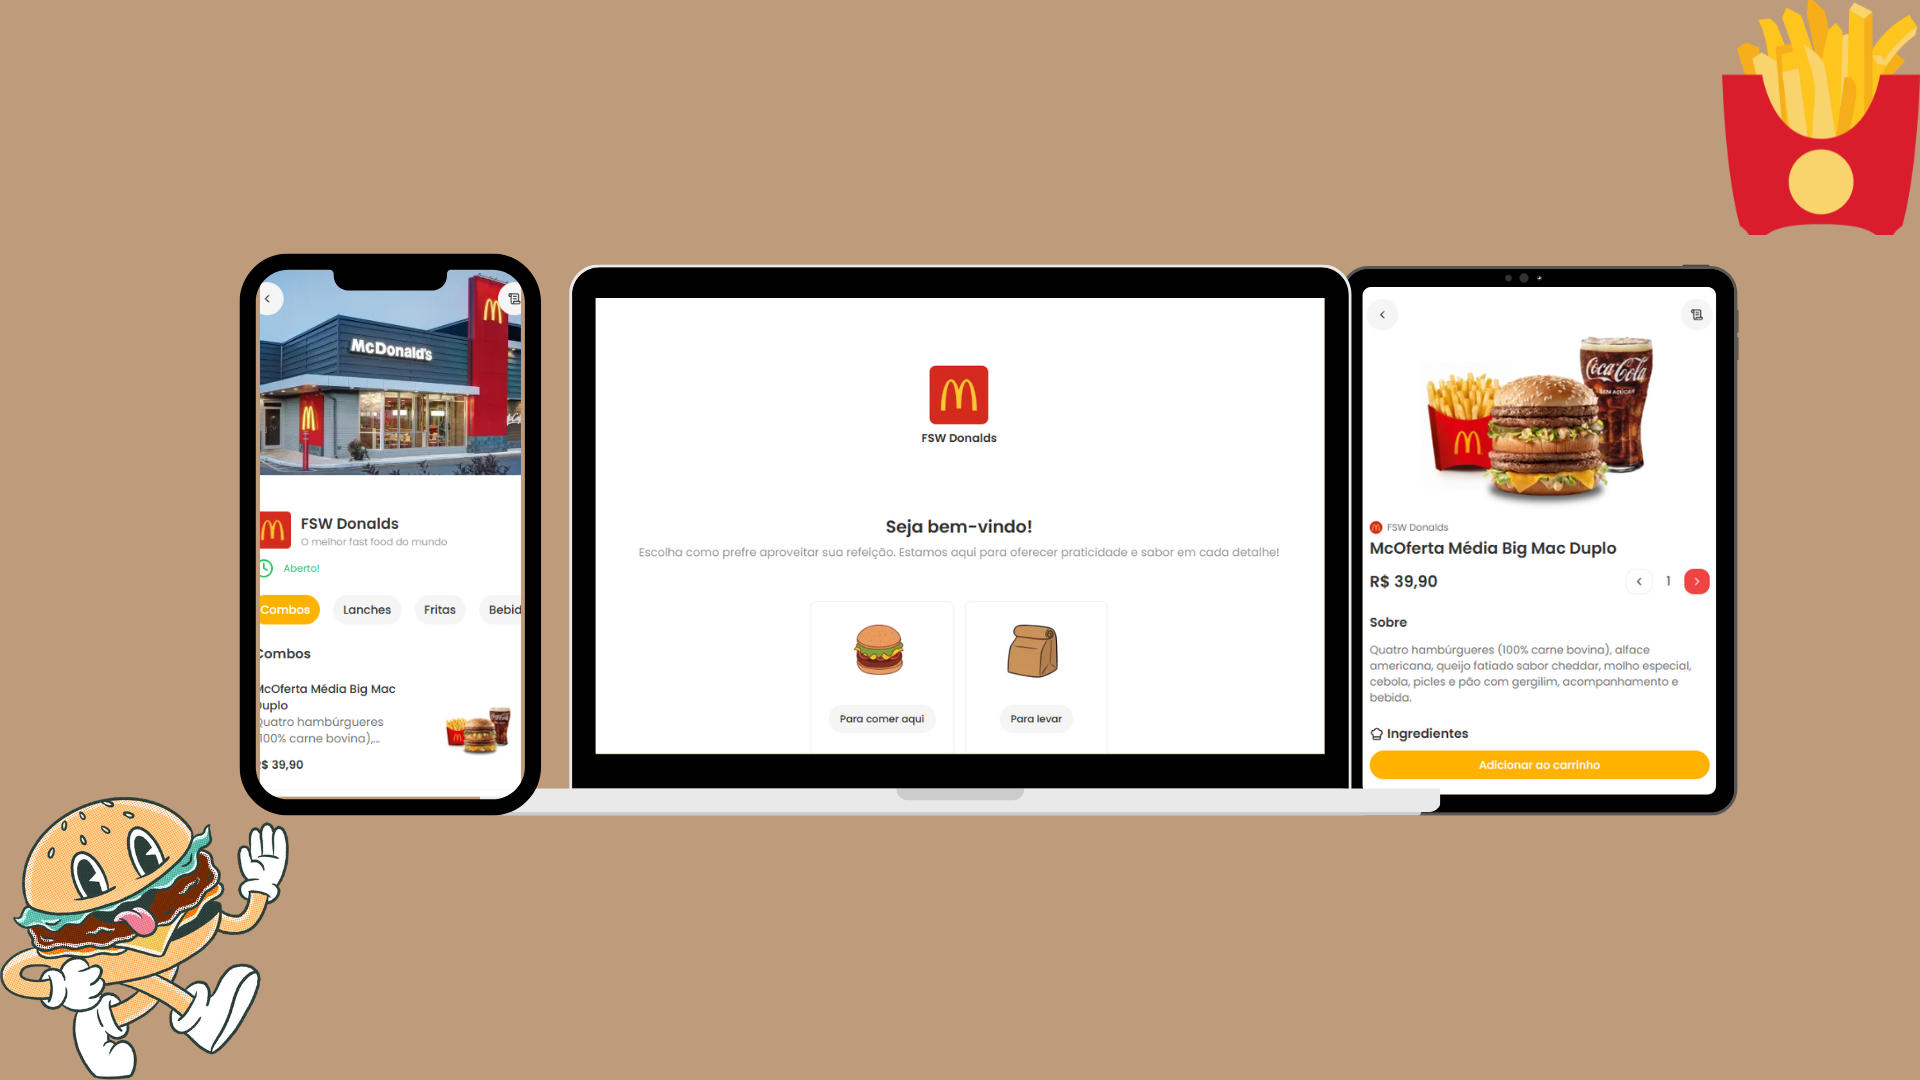 McDonald's
FSW Donalds
O melhor fast food do mundo
Aberto!
Combos
Lanches
Fritas
Bebid
Combos
McOferta Média Big Mac
Duplo
Quatro hambúrgueres
(100% carne bovina),...
R$ 39,90
FSW Donalds
Seja bem-vindo!
Escolha como prefre aproveitar sua refeição. Estamos aqui para oferecer praticidade e sabor em cada detalhe!
Para comer aqui
Para levar
Coca-Cola
SEM AÇÚCAR
FSW Donalds
McOferta Média Big Mac Duplo
R$ 39,90
1
Sobre
Quatro hambúrgueres (100% carne bovina), alface
americana, queijo fatiado sabor cheddar, molho especial,
cebola, picles e pão com gergilim, acompanhamento e
bebida.
Ingredientes
Adicionar ao carrinho